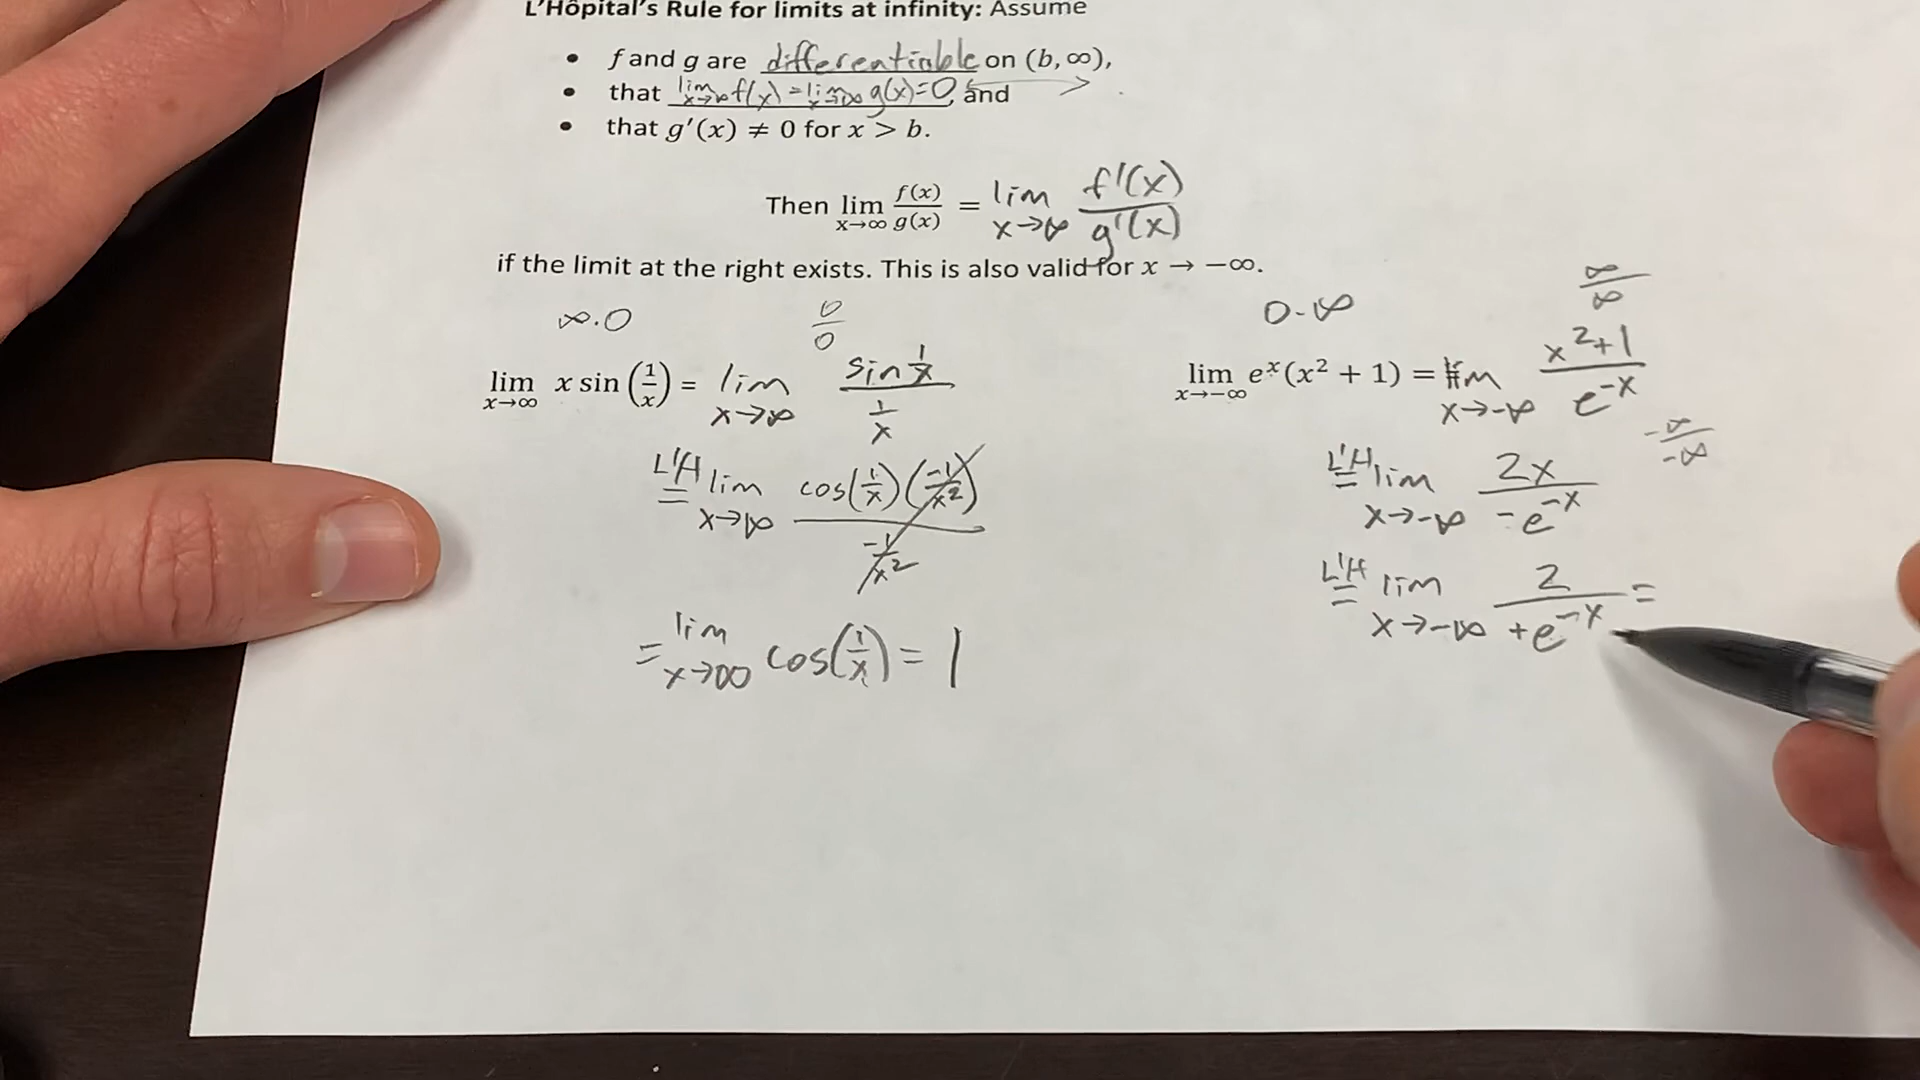 L'Hôpital's Rule for limits at infinity: Assume
• f and g are differentiable on (b, ∞),
• that lim x→∞ f(x) = lim x→∞ g(x) = 0, and
• that g′(x) ≠ 0 for x > b.
Then lim x→∞ f(x)/g(x) = lim x→∞ f'(x)/g'(x)
if the limit at the right exists. This is also valid for x → −∞.
∞·0
0/0
lim x→∞ x sin(1/x) = lim x→∞ sin 1/x / 1/x
L'H = lim x→∞ cos(1/x)(-1/x²) / -1/x²
= lim x→∞ cos(1/x) = 1
0·∞
∞/∞
lim x→−∞ eˣ(x² + 1) = lim x→-∞ x²+1 / e⁻ˣ
-∞/-∞
L'H = lim x→-∞ 2x / -e⁻ˣ
L'H = lim x→-∞ 2 / +e⁻ˣ =